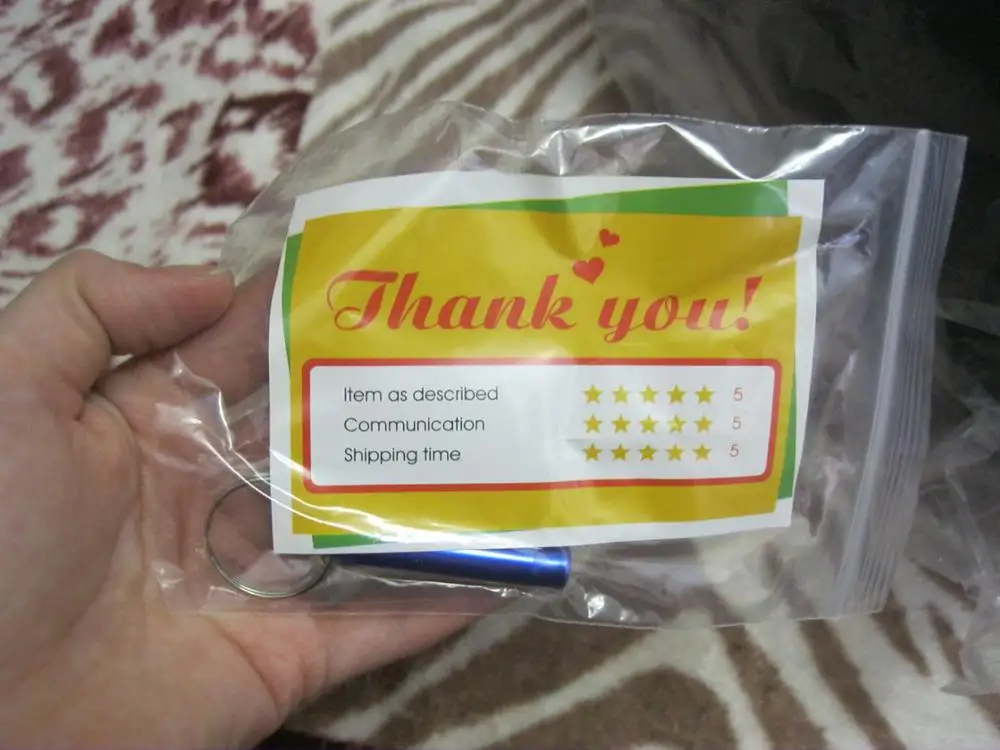 Thank you!
Item as described ★★★★★ 5
Communication ★★★★★ 5
Shipping time ★★★★★ 5